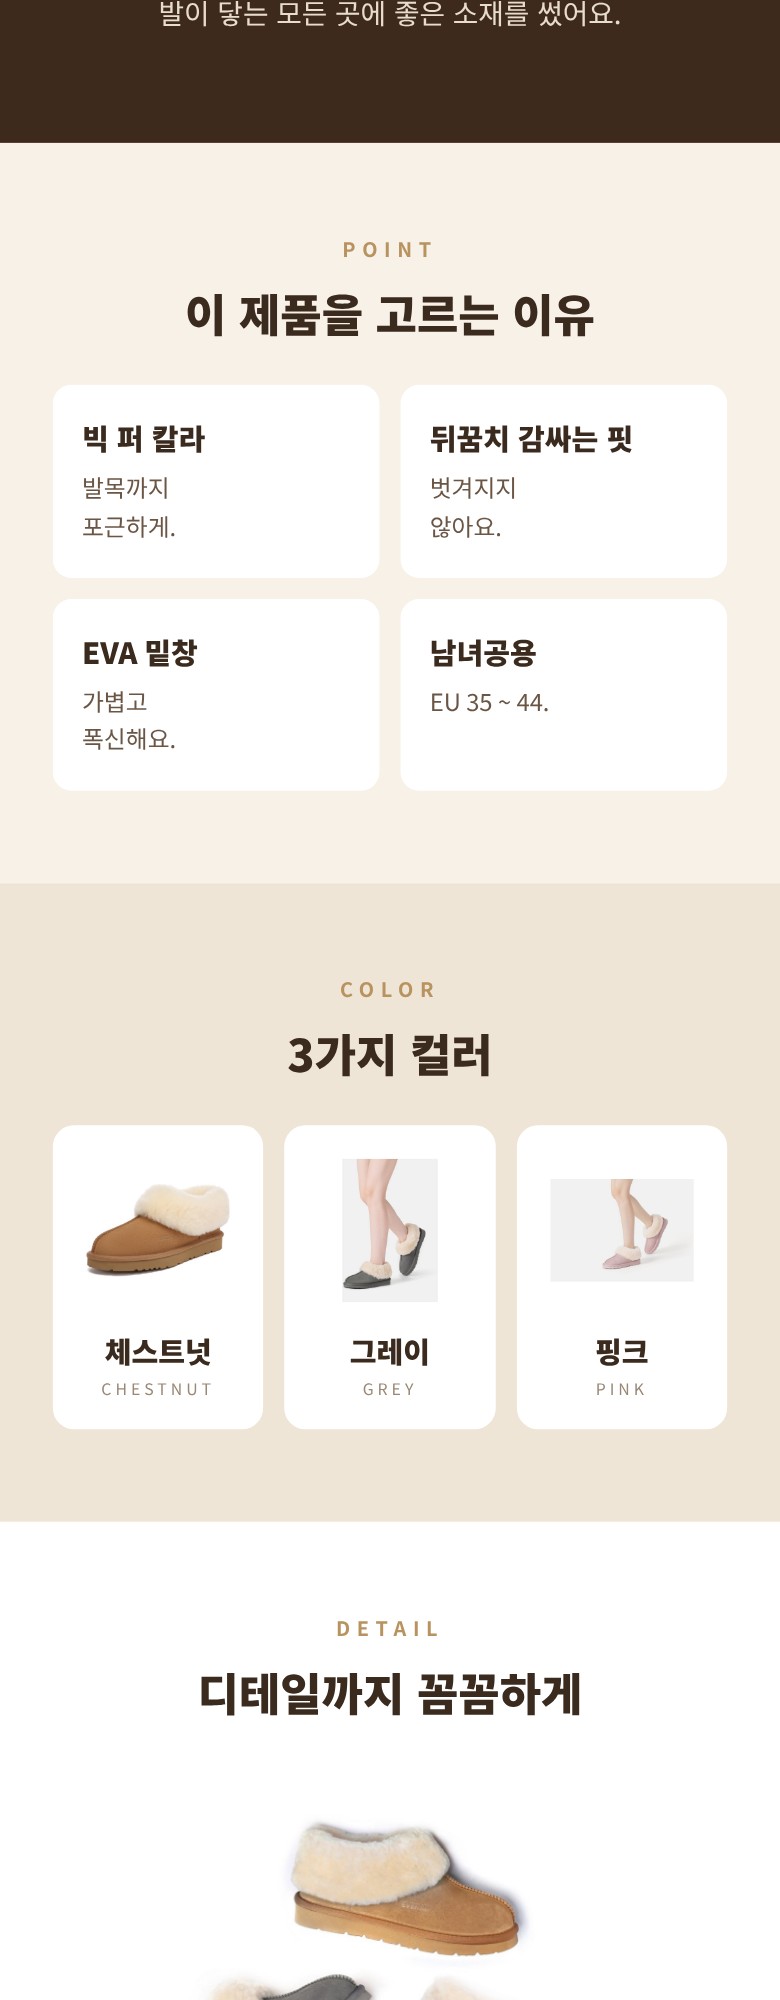 발이 닿는 모든 곳에 좋은 소재를 썼어요.
POINT
이 제품을 고르는 이유
빅 퍼 칼라
발목까지
포근하게.
뒤꿈치 감싸는 핏
벗겨지지
않아요.
EVA 밑창
가볍고
폭신해요.
남녀공용
EU 35 ~ 44.
COLOR
3가지 컬러
체스트넛
CHESTNUT
그레이
GREY
핑크
PINK
DETAIL
디테일까지 꼼꼼하게